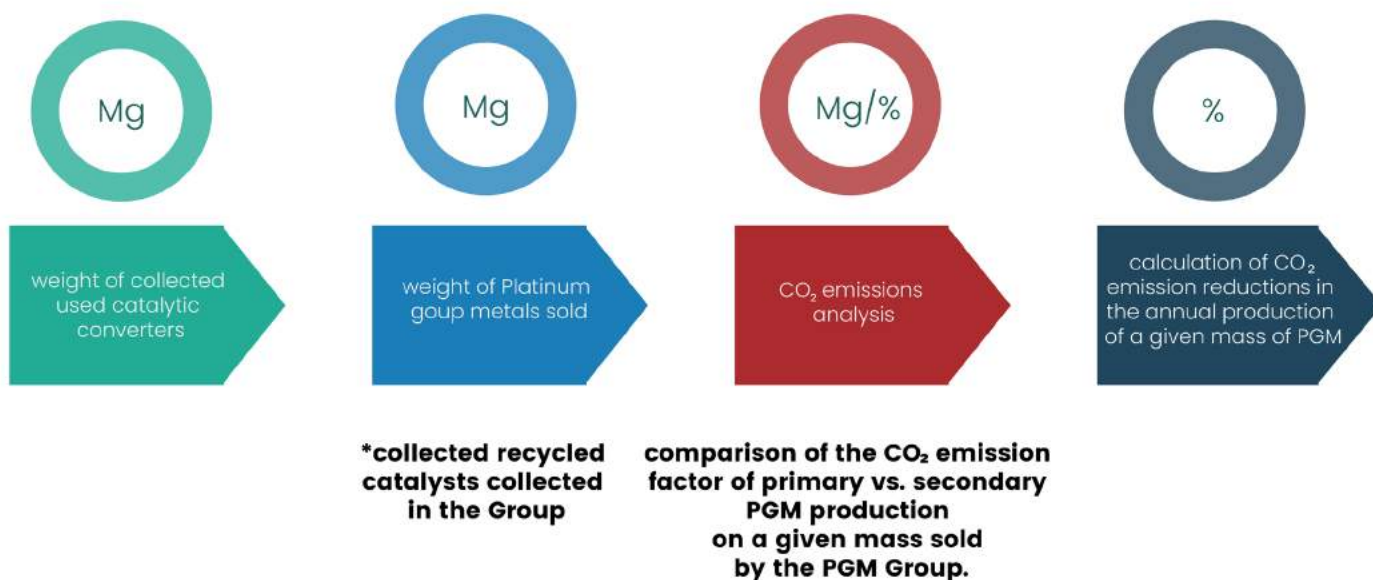 Mg
Mg
Mg/%
%
weight of collected
used catalytic
converters
weight of Platinum
goup metals sold
CO₂ emissions
analysis
calculation of CO₂
emission reductions in
the annual production
of a given mass of PGM
*collected recycled
catalysts collected
in the Group
comparison of the CO₂ emission
factor of primary vs. secondary
PGM production
on a given mass sold
by the PGM Group.